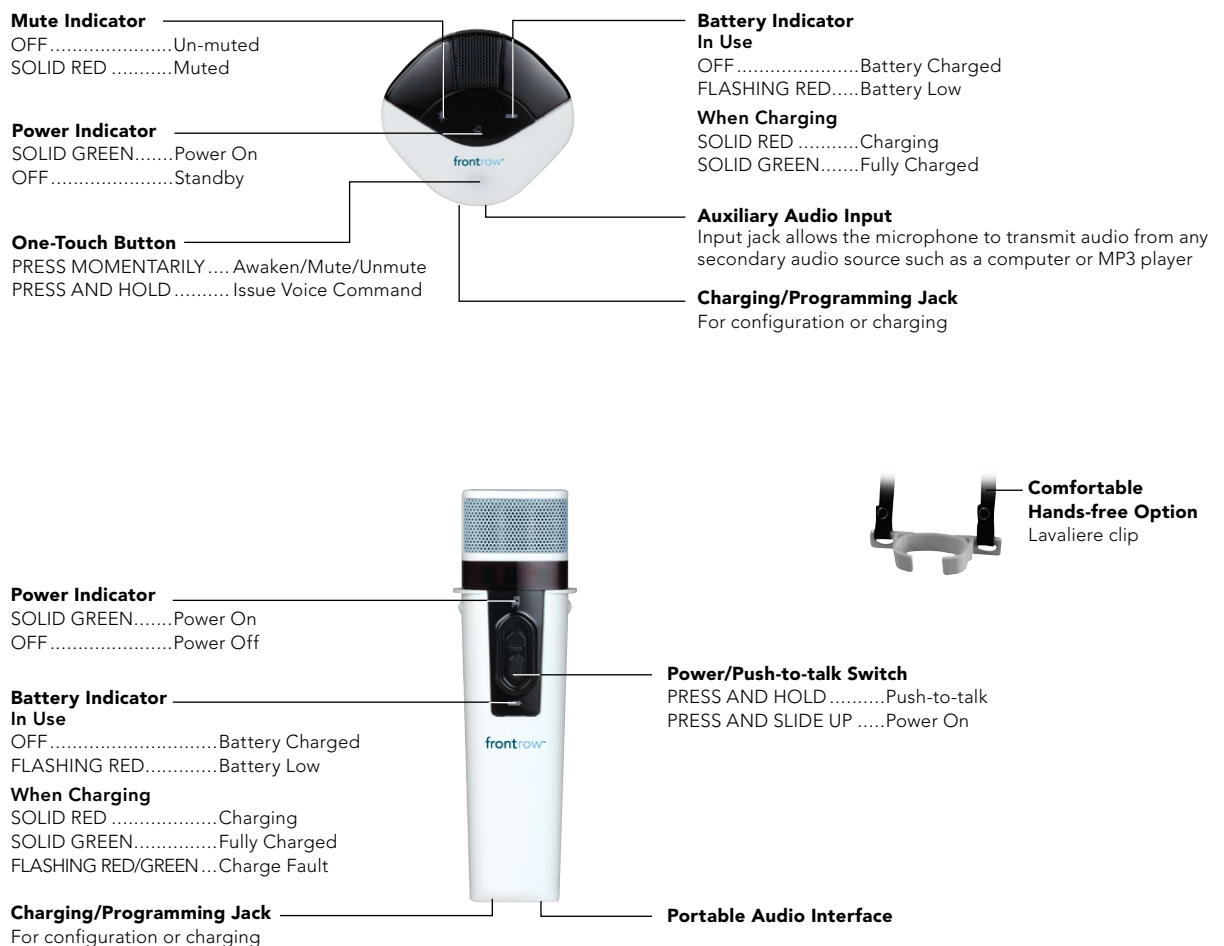 Mute Indicator
OFF......................Un-muted
SOLID RED ...........Muted
Power Indicator
SOLID GREEN.......Power On
OFF......................Standby
One-Touch Button
PRESS MOMENTARILY .... Awaken/Mute/Unmute
PRESS AND HOLD .......... Issue Voice Command
frontrow
Battery Indicator
In Use
OFF......................Battery Charged
FLASHING RED.....Battery Low
When Charging
SOLID RED ...........Charging
SOLID GREEN.......Fully Charged
Auxiliary Audio Input
Input jack allows the microphone to transmit audio from any
secondary audio source such as a computer or MP3 player
Charging/Programming Jack
For configuration or charging
Comfortable
Hands-free Option
Lavaliere clip
Power Indicator
SOLID GREEN.......Power On
OFF ......................Power Off
Battery Indicator
In Use
OFF..............................Battery Charged
FLASHING RED.............Battery Low
When Charging
SOLID RED ...................Charging
SOLID GREEN...............Fully Charged
FLASHING RED/GREEN ...Charge Fault
Charging/Programming Jack
For configuration or charging
frontrow
Power/Push-to-talk Switch
PRESS AND HOLD ..........Push-to-talk
PRESS AND SLIDE UP .....Power On
Portable Audio Interface